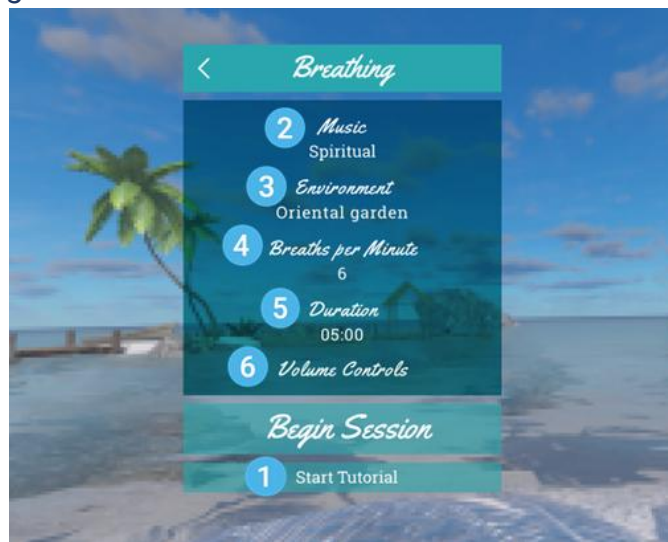 Breathing
2 Music
Spiritual
3 Environment
Oriental garden
4 Breaths per Minute
6
5 Duration
05:00
6 Volume Controls
Begin Session
1 Start Tutorial